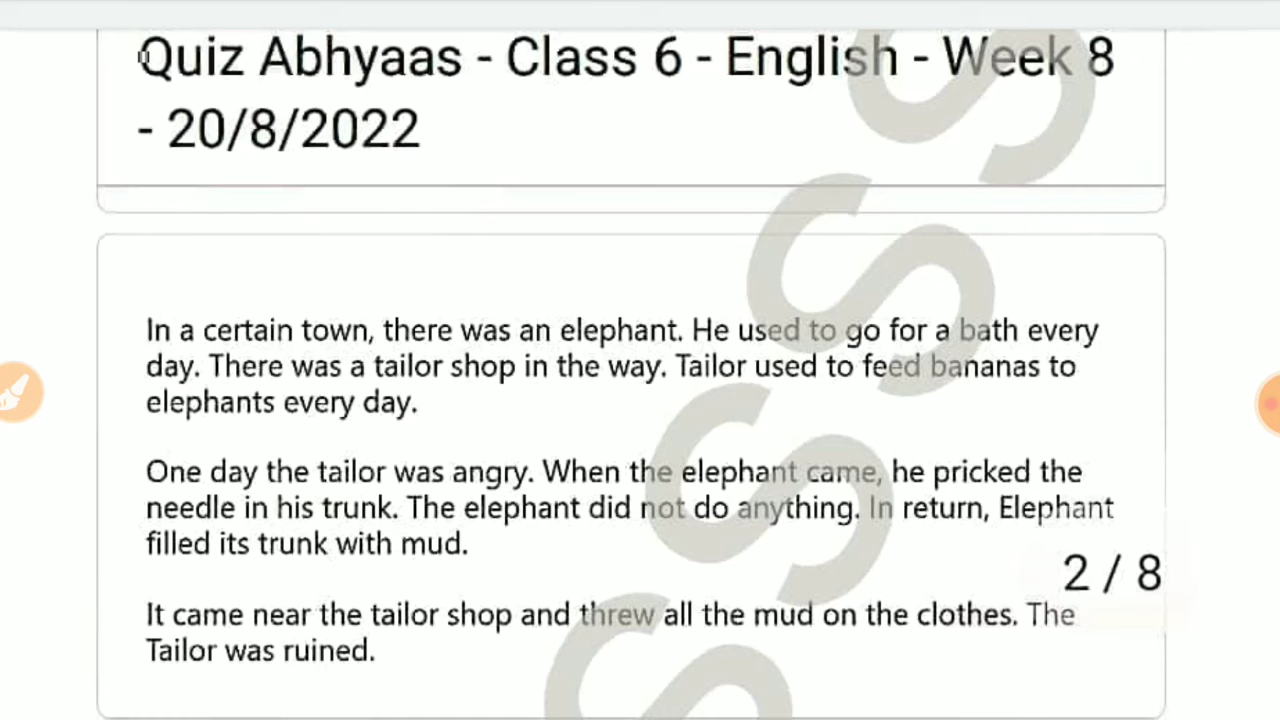 Quiz Abhyaas - Class 6 - English - Week 8
- 20/8/2022
In a certain town, there was an elephant. He used to go for a bath every
day. There was a tailor shop in the way. Tailor used to feed bananas to
elephants every day.
One day the tailor was angry. When the elephant came, he pricked the
needle in his trunk. The elephant did not do anything. In return, Elephant
filled its trunk with mud.
2 / 8
It came near the tailor shop and threw all the mud on the clothes. The
Tailor was ruined.
SSSS